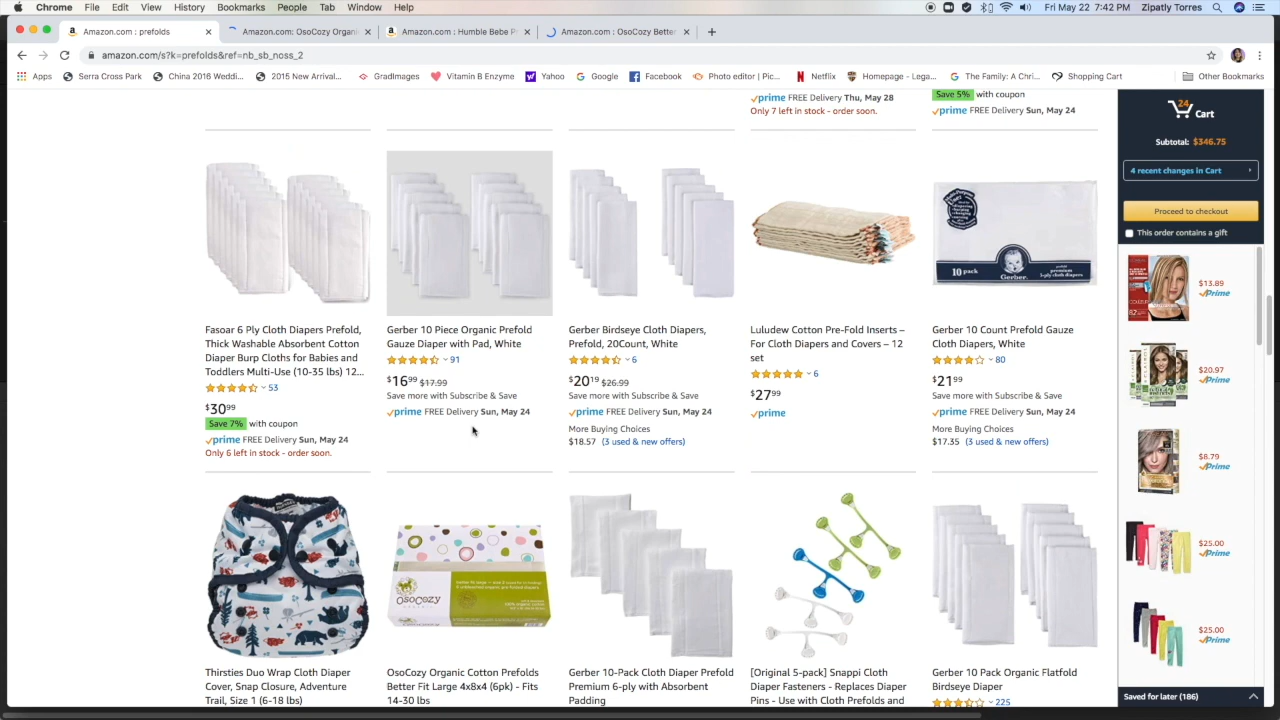 Chrome File Edit View History Bookmarks People Tab Window Help Fri May 22 7:42 PM Zipatly Torres
Amazon.com : prefolds Amazon.com: OsoCozy Organi Amazon.com : Humble Bebe P Amazon.com : OsoCozy Better
amazon.com/s?k=prefolds&ref=nb_sb_noss_2
Apps Serra Cross Park China 2016 Weddi... 2015 New Arrival... GradImages Vitamin B Enzyme Yahoo Google Facebook Photo editor | Pic... Netflix Homepage - Lega... The Family: A Chri... Shopping Cart Other Bookmarks
prime FREE Delivery Thu, May 28
Only 7 left in stock - order soon.
Save 5% with coupon
prime FREE Delivery Sun, May 24
Fasoar 6 Ply Cloth Diapers Prefold,
Thick Washable Absorbent Cotton
Diaper Burp Cloths for Babies and
Toddlers Multi-Use (10-35 lbs) 12...
53
$30 99
Save 7% with coupon
prime FREE Delivery Sun, May 24
Only 6 left in stock - order soon.
Gerber 10 Piece Organic Prefold
Gauze Diaper with Pad, White
91
$16 99 $17.99
Save more with Subscribe & Save
prime FREE Delivery Sun, May 24
Gerber Birdseye Cloth Diapers,
Prefold, 20Count, White
6
$20 19 $26.99
Save more with Subscribe & Save
prime FREE Delivery Sun, May 24
More Buying Choices
$18.57 (3 used & new offers)
Luludew Cotton Pre-Fold Inserts –
For Cloth Diapers and Covers – 12
set
6
$27 99
prime
10 pack Gerber.
Gerber 10 Count Prefold Gauze
Cloth Diapers, White
80
$21 99
Save more with Subscribe & Save
prime FREE Delivery Sun, May 24
More Buying Choices
$17.35 (3 used & new offers)
OsoCozy
Thirsties Duo Wrap Cloth Diaper
Cover, Snap Closure, Adventure
Trail, Size 1 (6-18 lbs)
OsoCozy Organic Cotton Prefolds
Better Fit Large 4x8x4 (6pk) - Fits
14-30 lbs
Gerber 10-Pack Cloth Diaper Prefold
Premium 6-ply with Absorbent
Padding
[Original 5-pack] Snappi Cloth
Diaper Fasteners - Replaces Diaper
Pins - Use with Cloth Prefolds and
Gerber 10 Pack Organic Flatfold
Birdseye Diaper
225
24 Cart
Subtotal: $346.75
4 recent changes in Cart
Proceed to checkout
This order contains a gift
$13.89
Prime
$20.97
Prime
$8.79
Prime
$25.00
Prime
$25.00
Prime
Saved for later (186)